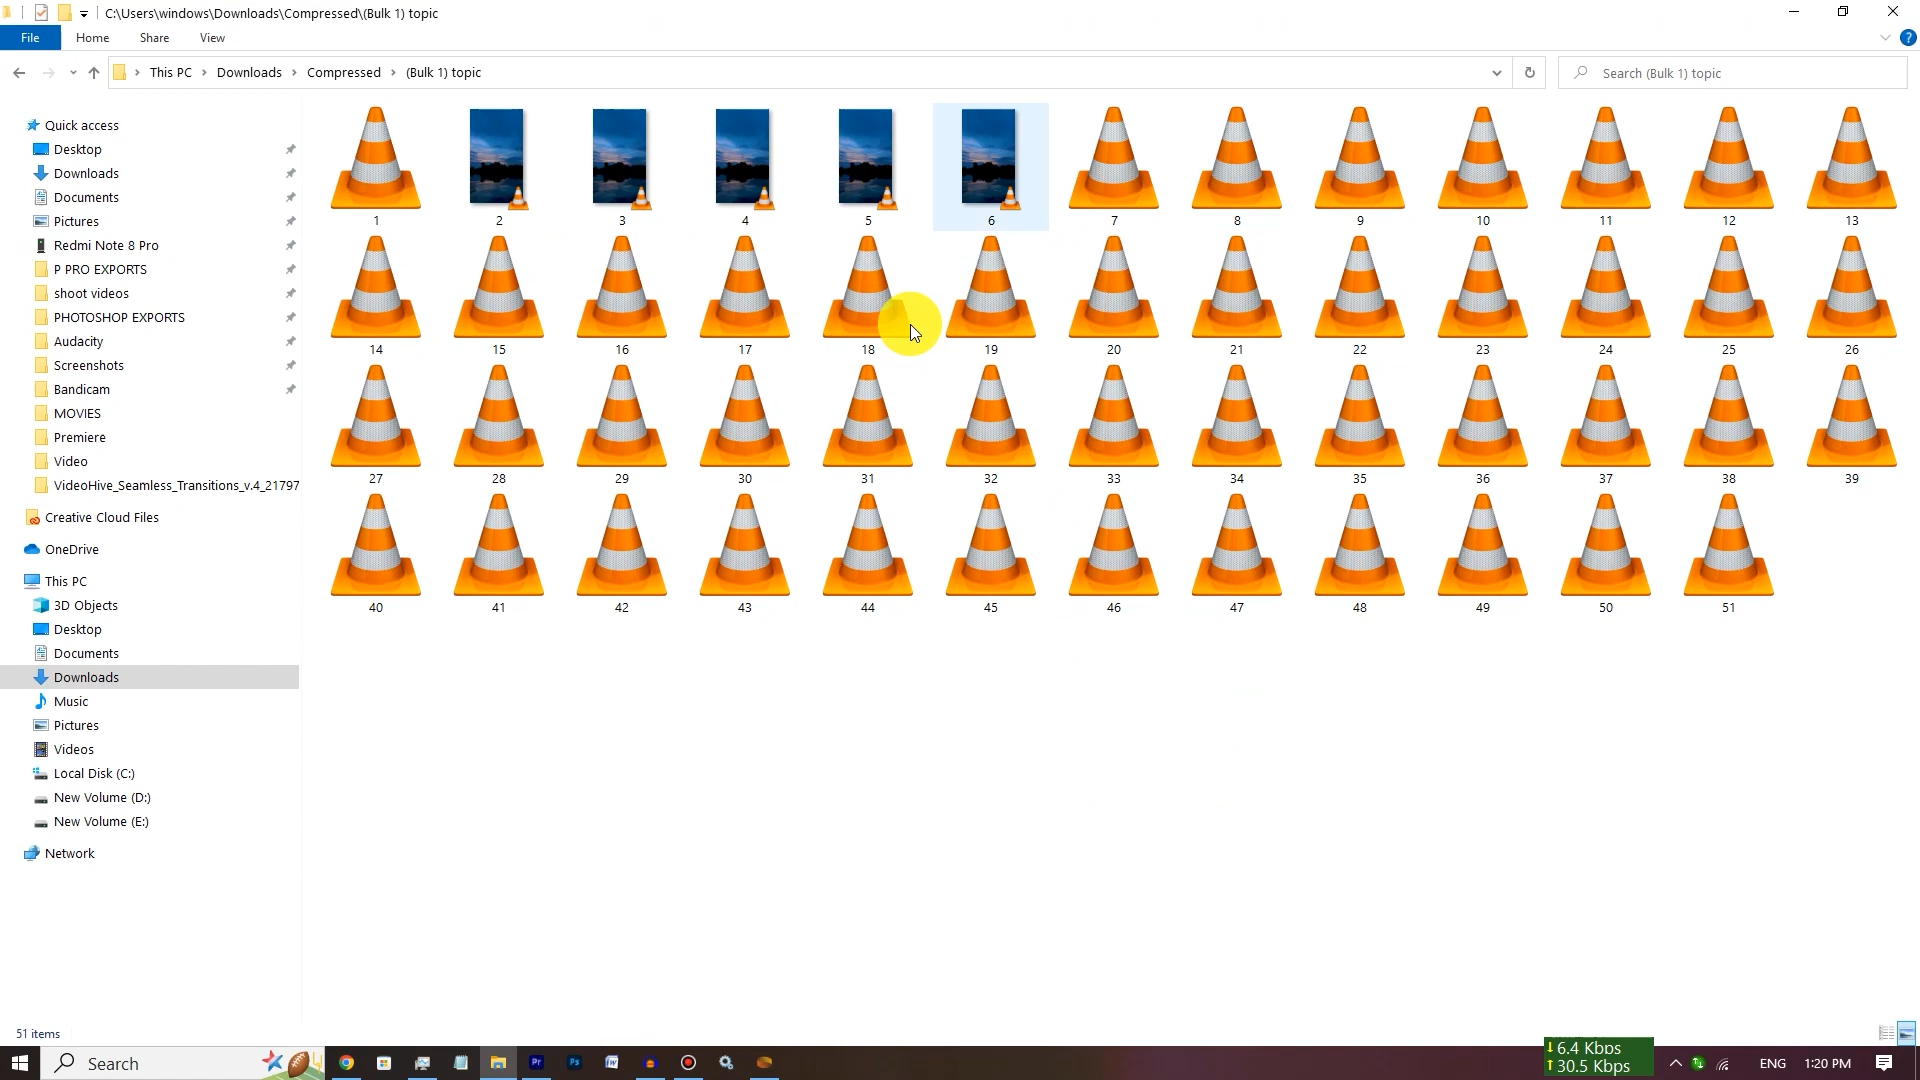 C:\Users\windows\Downloads\Compressed\(Bulk 1) topic
File Home Share View
This PC Downloads Compressed (Bulk 1) topic
Search (Bulk 1) topic
Quick access
Desktop
Downloads
Documents
Pictures
Redmi Note 8 Pro
P PRO EXPORTS
shoot videos
PHOTOSHOP EXPORTS
Audacity
Screenshots
Bandicam
MOVIES
Premiere
Video
VideoHive_Seamless_Transitions_v.4_21797
Creative Cloud Files
OneDrive
This PC
3D Objects
Desktop
Documents
Downloads
Music
Pictures
Videos
Local Disk (C:)
New Volume (D:)
New Volume (E:)
Network
1 2 3 4 5 6 7 8 9 10 11 12 13
14 15 16 17 18 19 20 21 22 23 24 25 26
27 28 29 30 31 32 33 34 35 36 37 38 39
40 41 42 43 44 45 46 47 48 49 50 51
51 items
Search
Pr
Ps
6.4 Kbps
30.5 Kbps
ENG
1:20 PM